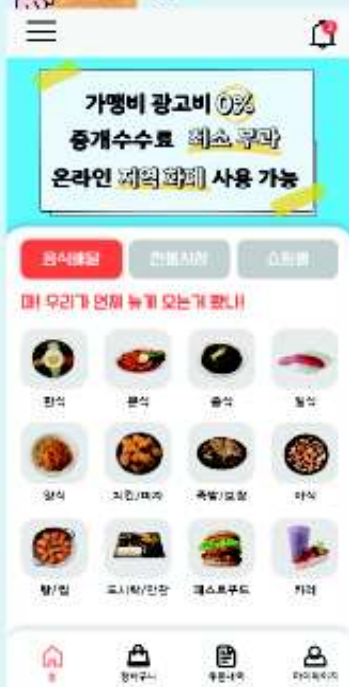 가맹비 광고비 0%
중개수수료 최소 부과
온라인 지역 화폐 사용 가능
음식배달 전통시장 쇼핑몰
마! 우리가 언제 늦게 오는거 봤나!
한식 분식 중식 일식
양식 치킨/피자 족발/보쌈 야식
탕/찜 도시락/반찬 패스트푸드 카페
홈 장바구니 주문내역 마이페이지